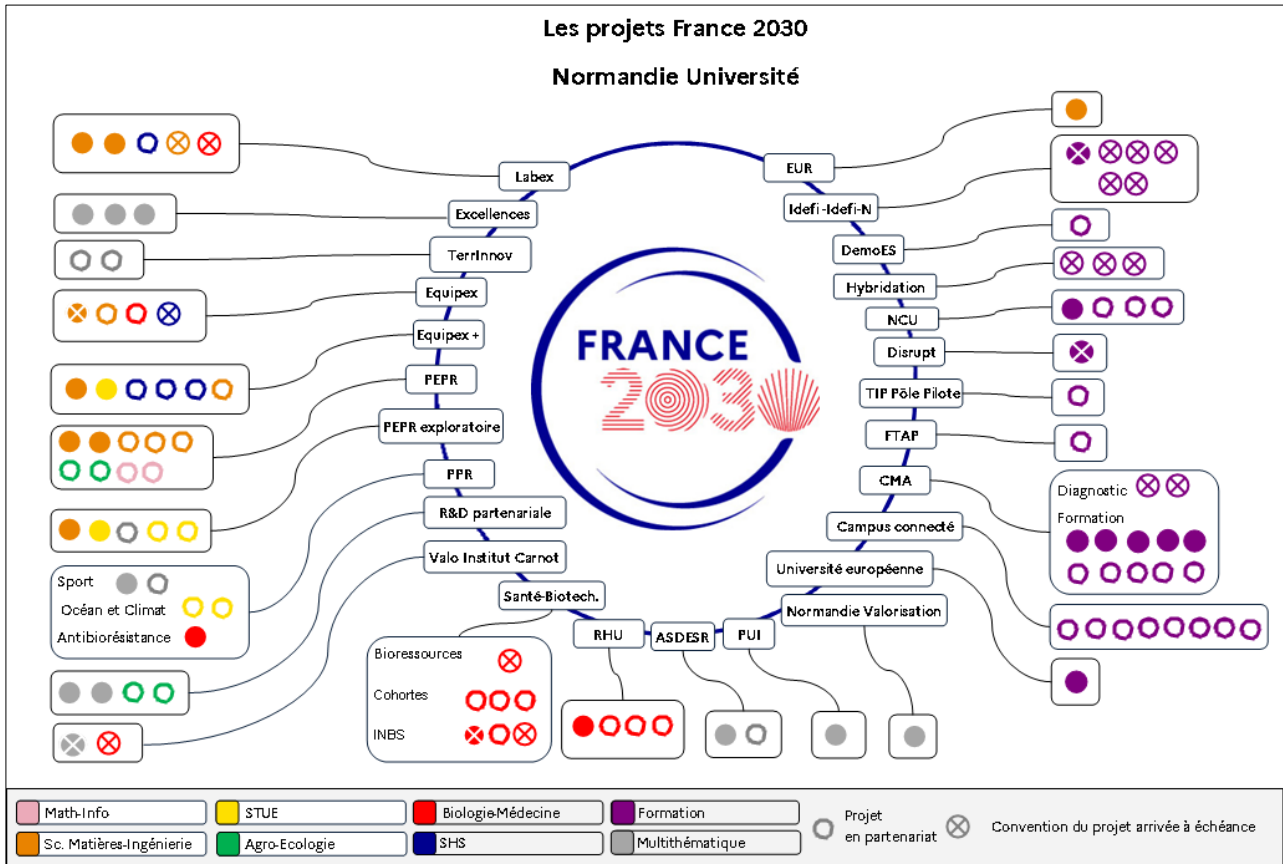 Les projets France 2030
Normandie Université
Labex
Excellences
TerrInnov
Equipex
Equipex +
PEPR
PEPR exploratoire
PPR
R&D partenariale
Valo Institut Carnot
Santé-Biotech.
RHU
ASDESR
PUI
Normandie Valorisation
Université européenne
Campus connecté
CMA
FTAP
TIP Pôle Pilote
Disrupt
NCU
Hybridation
DemoES
Idefi-Idefi-N
EUR
FRANCE
2030
Sport
Océan et Climat
Antibiorésistance
Bioressources
Cohortes
INBS
Diagnostic
Formation
Math-Info
STUE
Biologie-Médecine
Formation
Sc. Matières-Ingénierie
Agro-Ecologie
SHS
Multithématique
Projet
en partenariat
Convention du projet arrivée à échéance